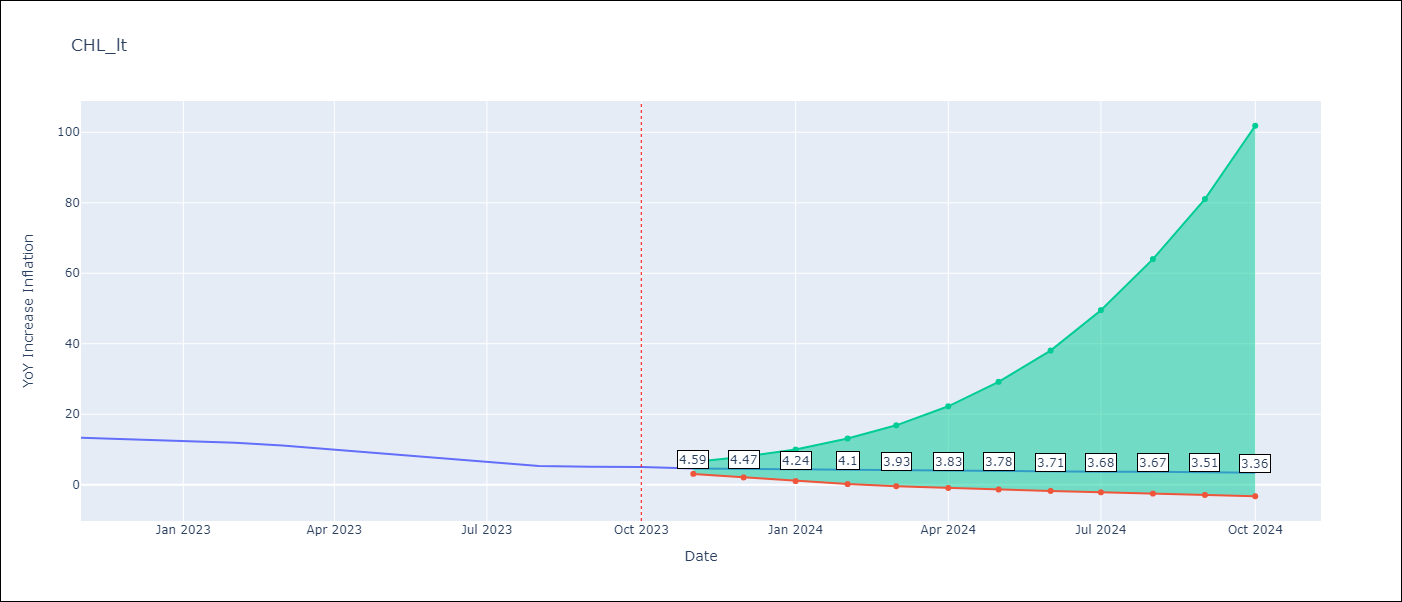 CHL_lt
100
80
60
40
20
0
YoY Increase Inflation
4.59 4.47 4.24 4.1 3.93 3.83 3.78 3.71 3.68 3.67 3.51 3.36
Jan 2023 Apr 2023 Jul 2023 Oct 2023 Jan 2024 Apr 2024 Jul 2024 Oct 2024
Date